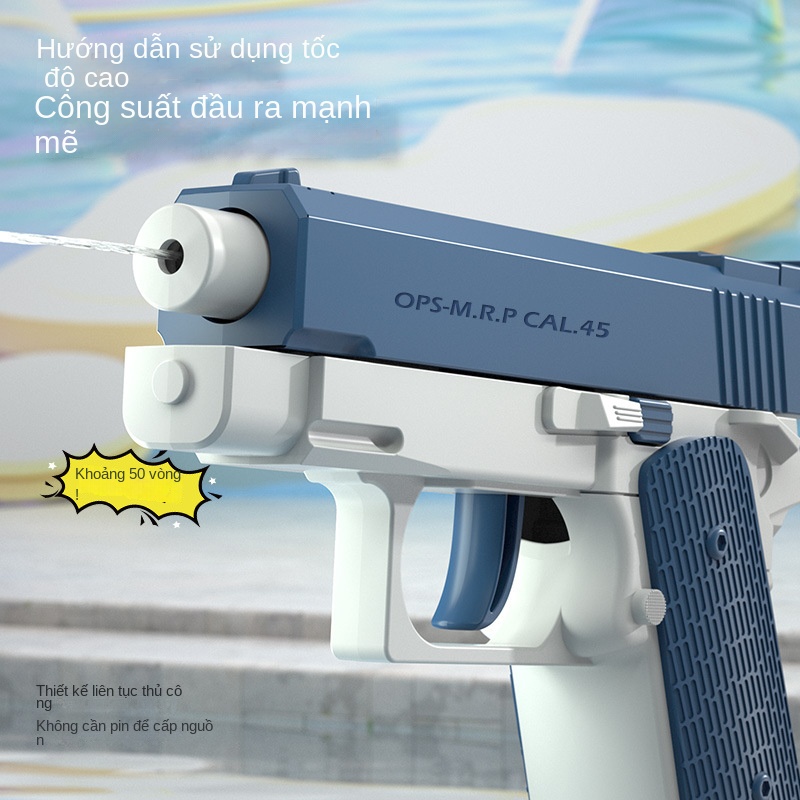 Hướng dẫn sử dụng tốc
độ cao
Công suất đầu ra mạnh
mẽ
OPS-M.R.P CAL.45
Khoảng 50 vòng
!
Thiết kế liên tục thủ cô
ng
Không cần pin để cấp nguồ
n